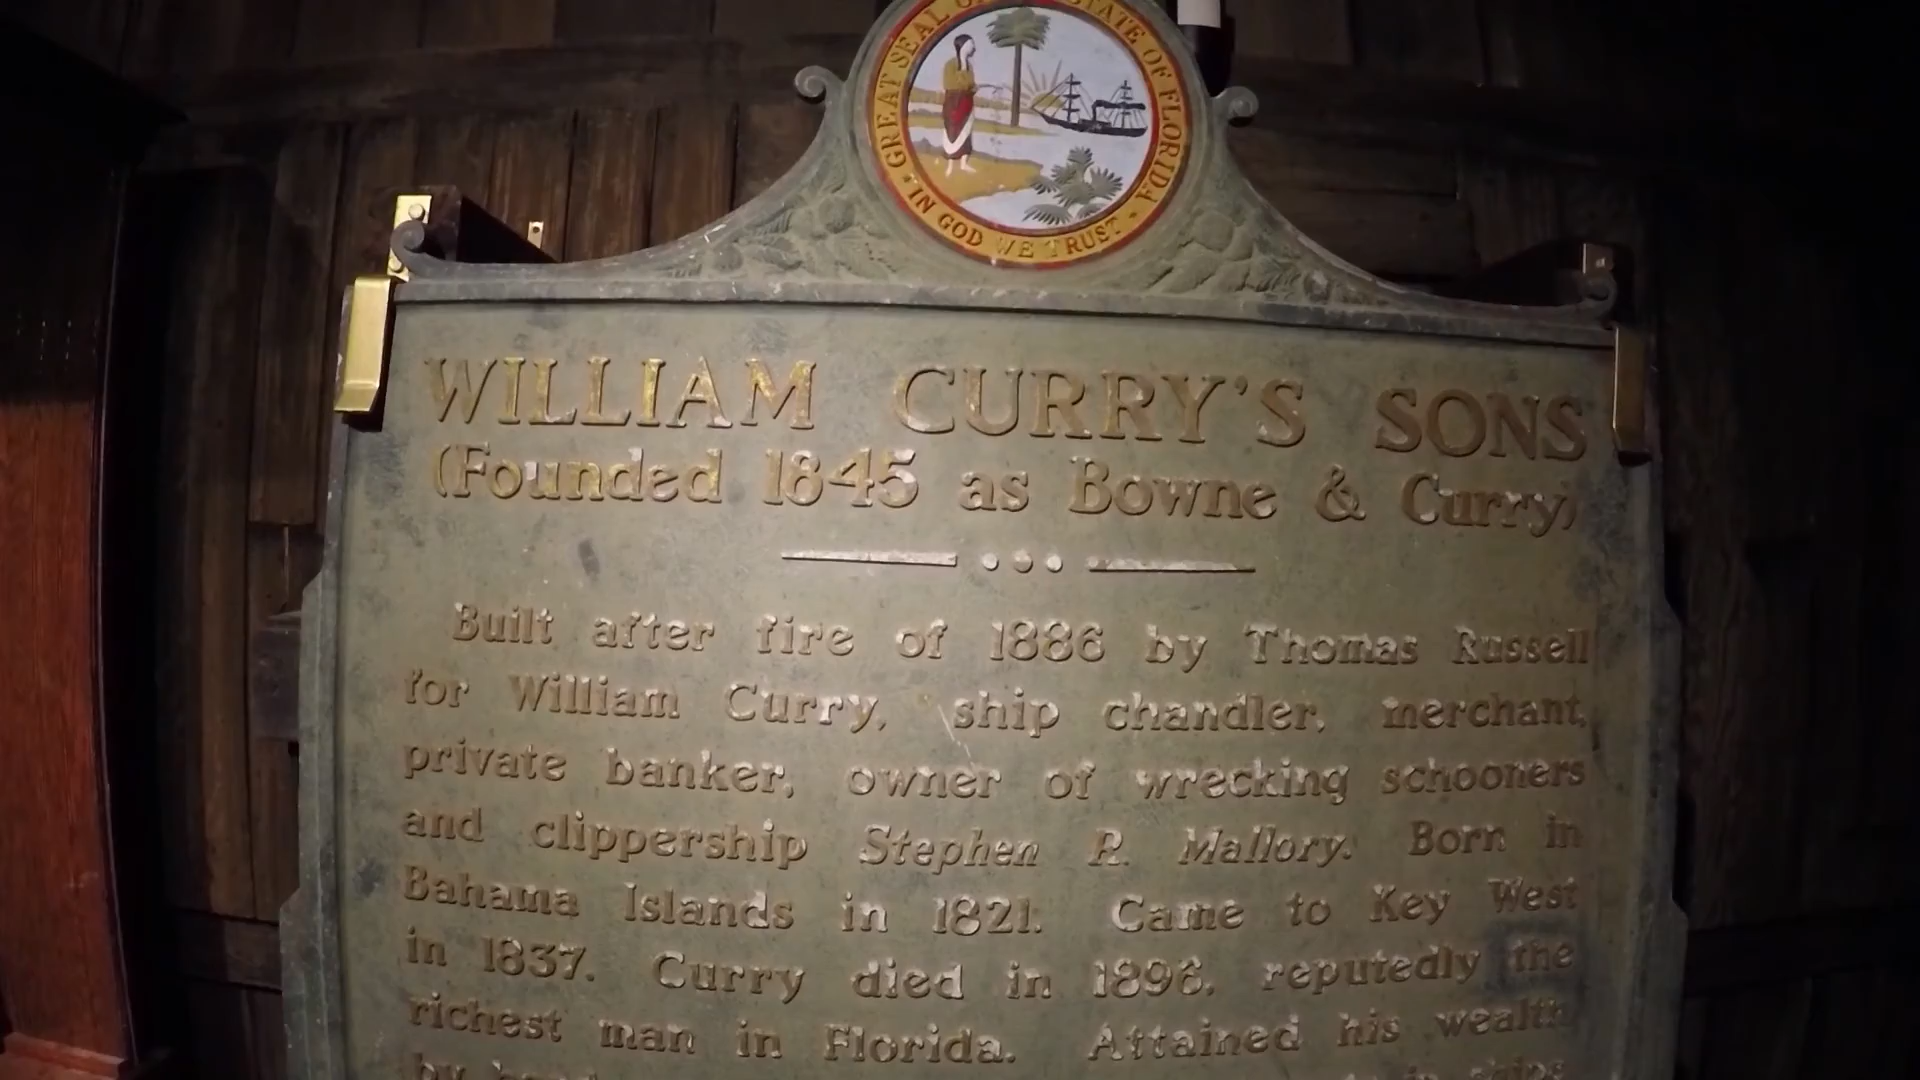 GREAT SEAL OF STATE OF FLORIDA
IN GOD WE TRUST
WILLIAM CURRY'S SONS
(Founded 1845 as Bowne & Curry)
Built after fire of 1886 by Thomas Russell
for William Curry, ship chandler, merchant,
private banker, owner of wrecking schooners
and clippership Stephen R. Mallory. Born in
Bahama Islands in 1821. Came to Key West
in 1837. Curry died in 1896, reputedly the
richest man in Florida. Attained his wealth
by in ships